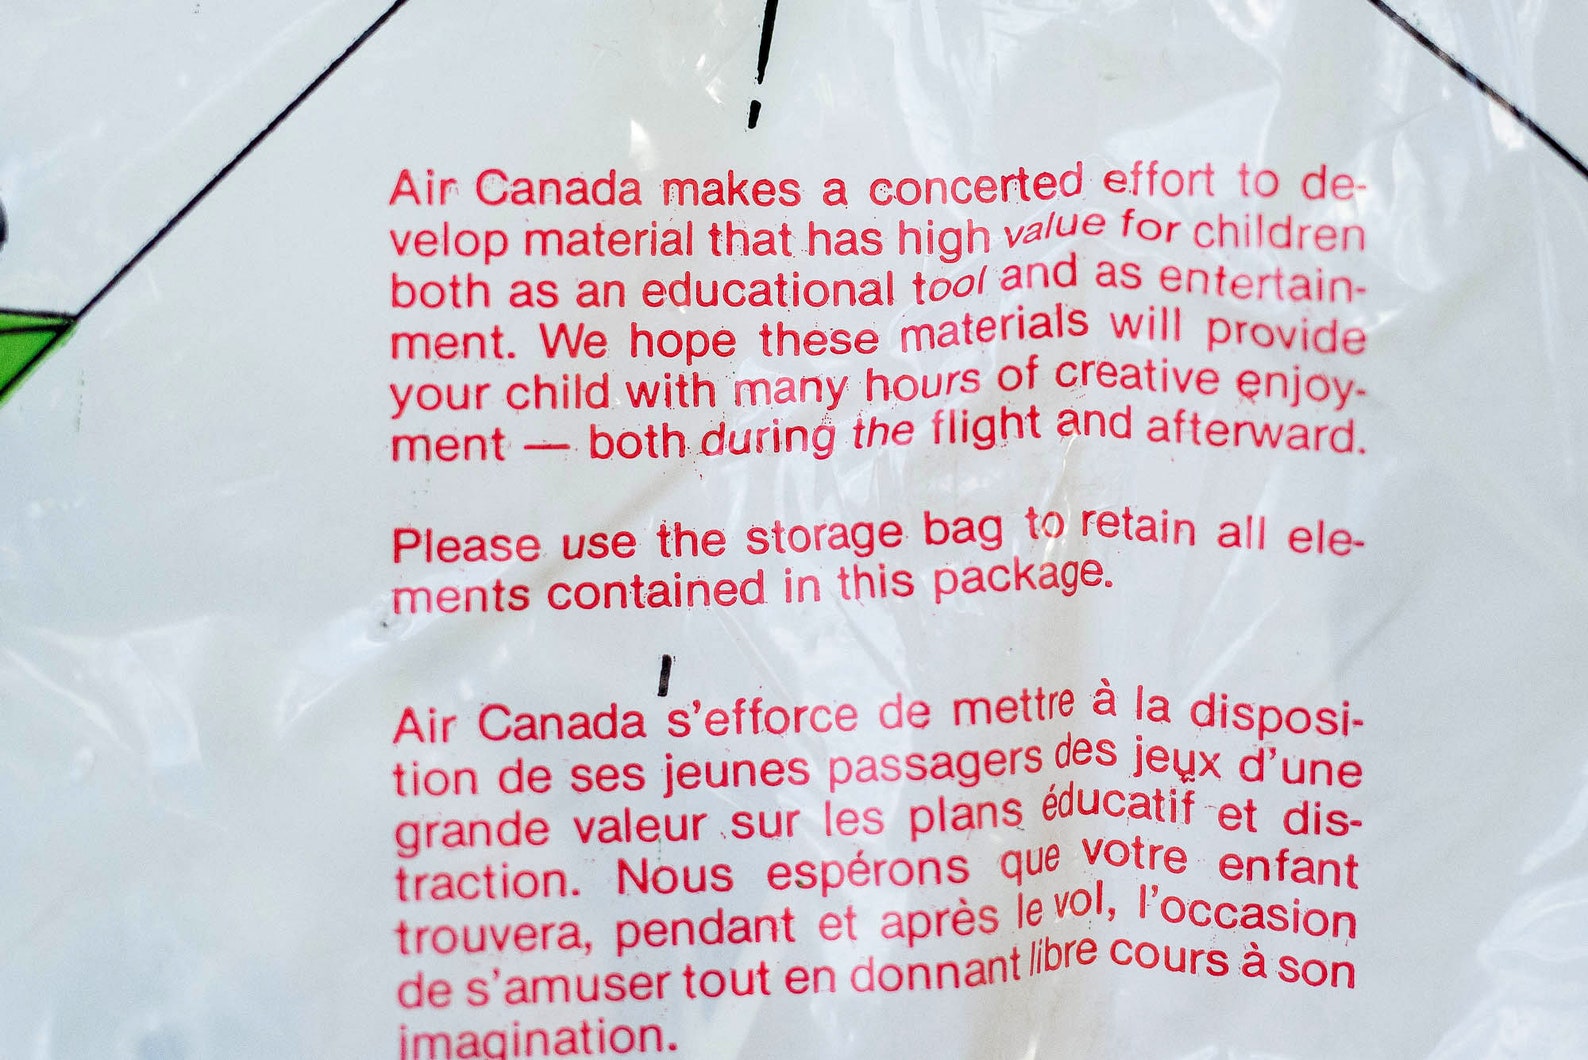 Air Canada makes a concerted effort to de-
velop material that has high value for children
both as an educational tool and as entertain-
ment. We hope these materials will provide
your child with many hours of creative enjoy-
ment — both during the flight and afterward.
Please use the storage bag to retain all ele-
ments contained in this package.
Air Canada s'efforce de mettre à la disposi-
tion de ses jeunes passagers des jeux d'une
grande valeur sur les plans éducatif et dis-
traction. Nous espérons que votre enfant
trouvera, pendant et après le vol, l'occasion
de s'amuser tout en donnant libre cours à son
imagination.